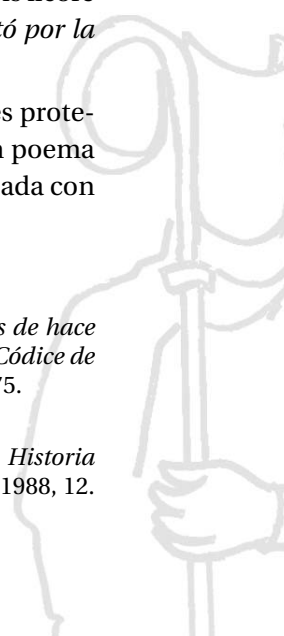 tó por la
es prote-
n poema
ada con
s de hace
Códice de
75.
Historia
1988, 12.